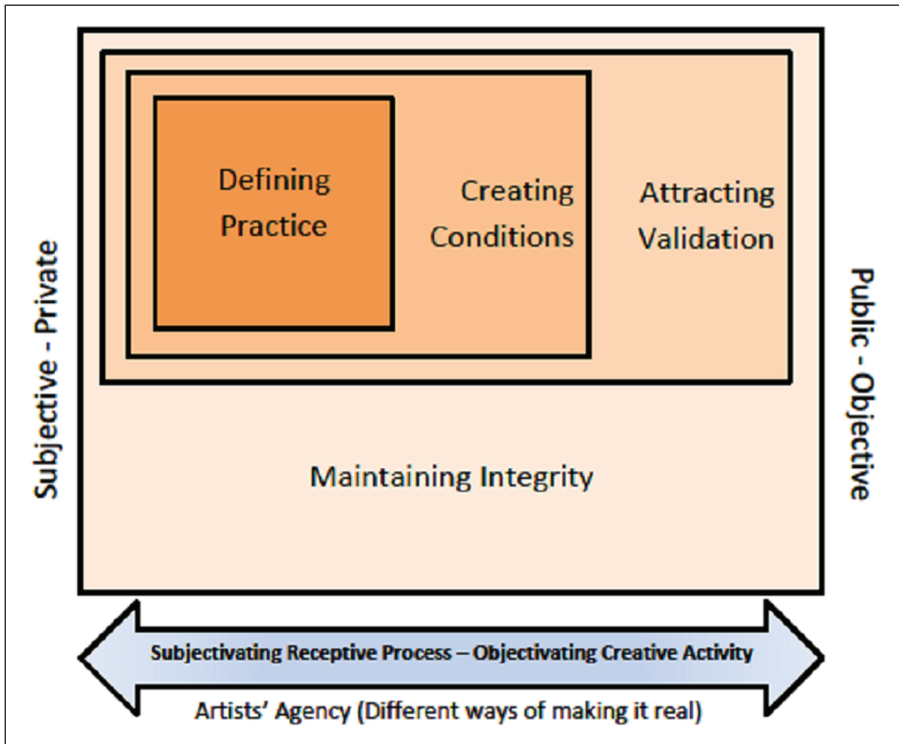 Defining
Practice
Creating
Conditions
Attracting
Validation
Subjective - Private
Public - Objective
Maintaining Integrity
Subjectivating Receptive Process – Objectivating Creative Activity
Artists' Agency (Different ways of making it real)